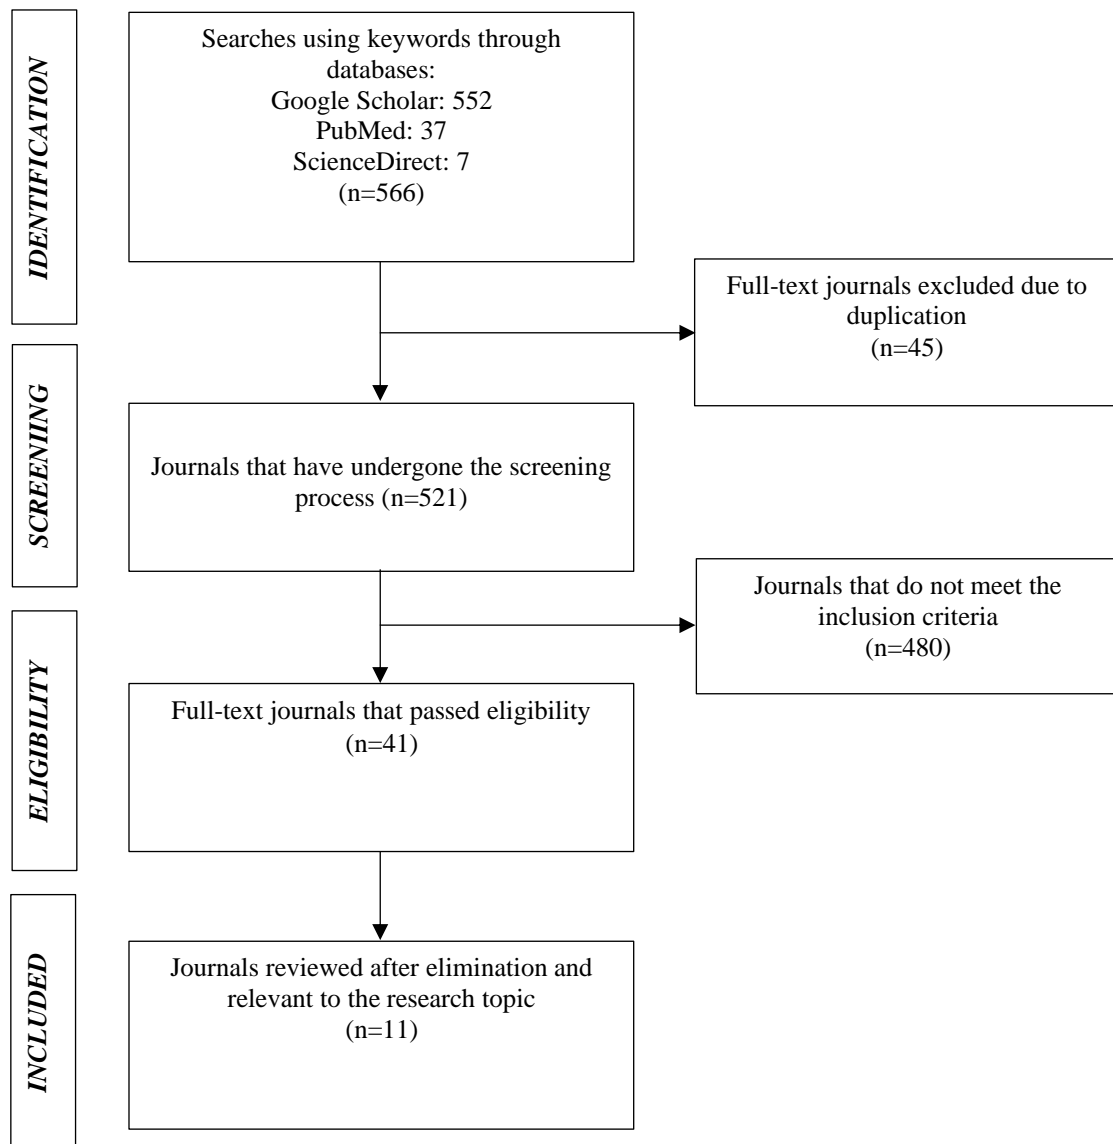 IDENTIFICATION
Searches using keywords through
databases:
Google Scholar: 552
PubMed: 37
ScienceDirect: 7
(n=566)
Full-text journals excluded due to
duplication
(n=45)
SCREENIING
Journals that have undergone the screening
process (n=521)
Journals that do not meet the
inclusion criteria
(n=480)
ELIGIBILITY
Full-text journals that passed eligibility
(n=41)
INCLUDED
Journals reviewed after elimination and
relevant to the research topic
(n=11)